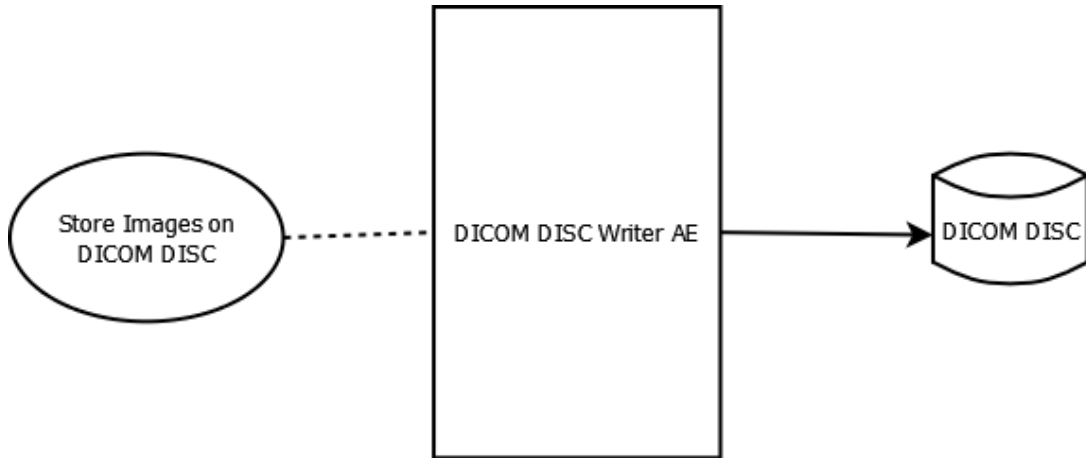 Store Images on
DICOM DISC
DICOM DISC Writer AE
DICOM DISC